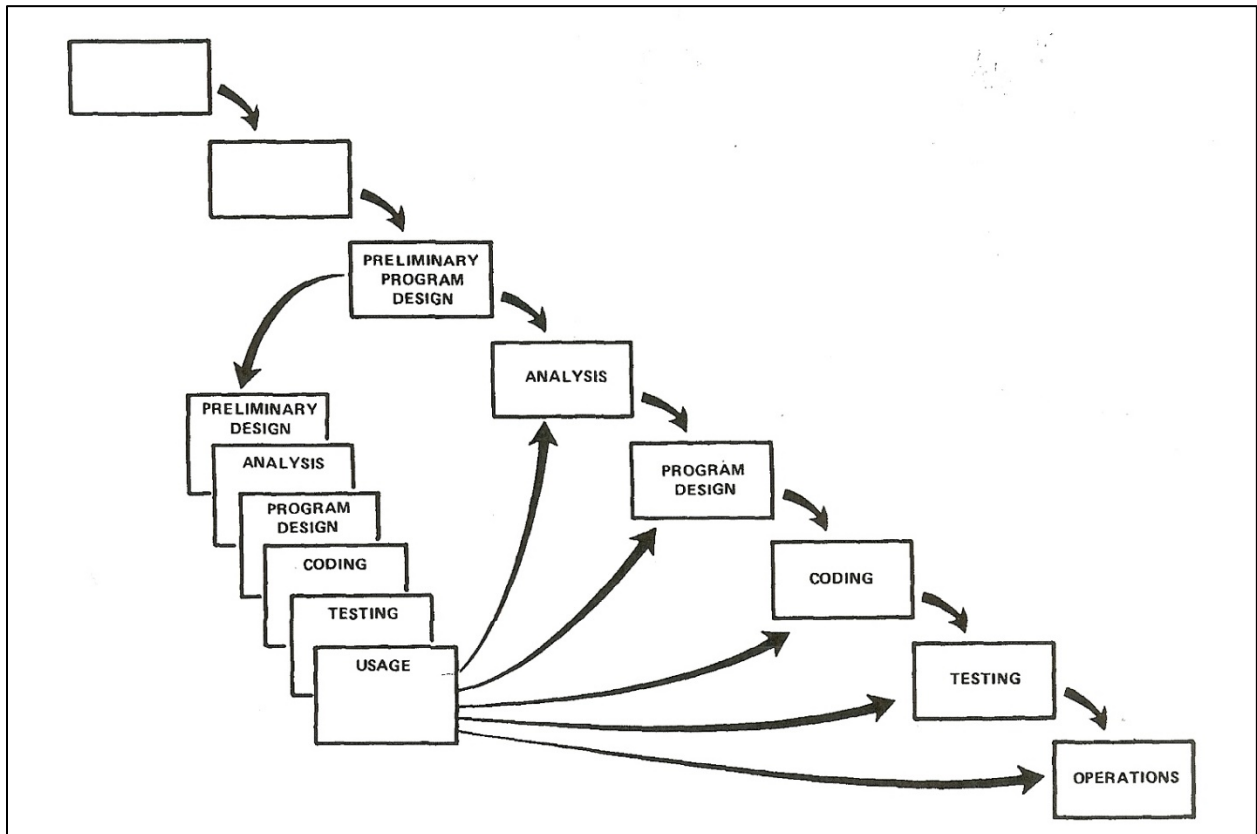 PRELIMINARY
PROGRAM
DESIGN
ANALYSIS
PROGRAM
DESIGN
CODING
TESTING
OPERATIONS
PRELIMINARY
DESIGN
ANALYSIS
PROGRAM
DESIGN
CODING
TESTING
USAGE